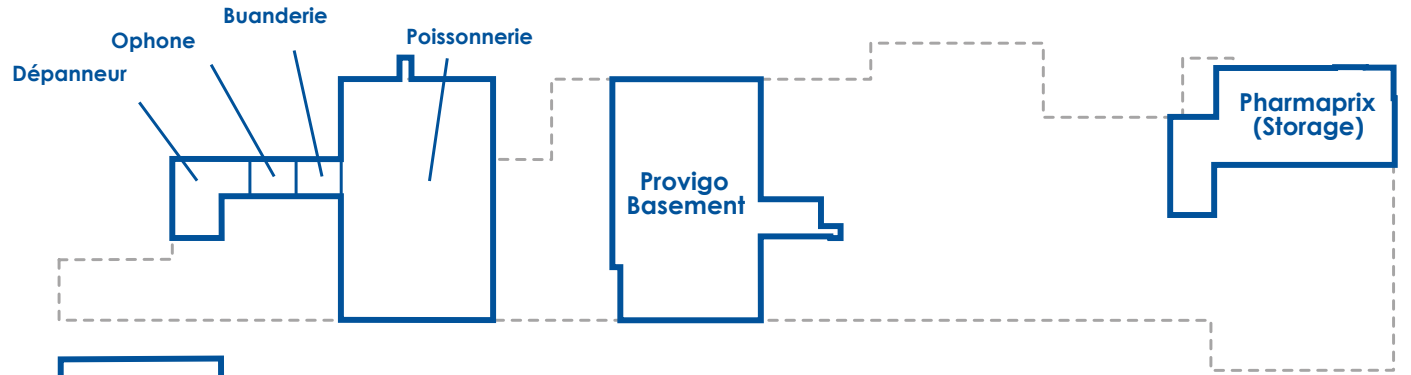 Buanderie
Ophone
Poissonnerie
Dépanneur
Pharmaprix
(Storage)
Provigo
Basement